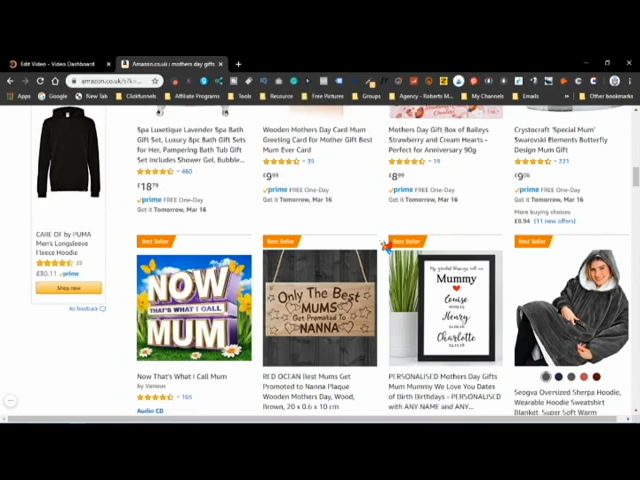 Edit Video - Video Dashboard
Amazon.co.uk : mothers day gifts
amazon.co.uk/s?k=...
Apps
Google
New Tab
Clickfunnels
Affiliate Programs
Resources
Free Pictures
Groups
Agency - Roberts M...
My Channels
Emails
Other bookmarks
CARE OF by PUMA
Men's Longsleeve
Fleece Hoodie
£30.11 prime
Shop now
Ad feedback
Spa Luxetique Lavender Spa Bath
Gift Set, Luxury 8pc Bath Gift
Sets for Her, Pampering Bath Tub Gift
Set Includes Shower Gel, Bubble...
460
£18 79
prime FREE One-Day
Get it Tomorrow, Mar 16
Wooden Mothers Day Card Mum
Greeting Card for Mother Gift Best
Mum Ever Card
35
£9 99
prime FREE One-Day
Get it Tomorrow, Mar 16
Mothers Day Gift Box of Baileys
Strawberry and Cream Hearts -
Perfect for Anniversary 90g
18
£8 99
prime FREE One-Day
Get it Tomorrow, Mar 16
Crystocraft 'Special Mum'
Swarovski Elements Butterfly
Design Mum Gift
221
prime FREE One-Day
Get it Tomorrow, Mar 16
More buying choices
£8.94 (11 new offers)
Best Seller
NOW
THAT'S WHAT I CALL
MUM
Now That's What I Call Mum
by Various
165
Audio CD
Best Seller
Only The Best
MUMS
Get Promoted To
NANNA
RED OCEAN Best Mums Get
Promoted to Nanna Plaque
Wooden Mothers Day, Wood,
Brown, 20 x 0.6 x 10 cm
Best Seller
Mummy
Louise
Henry
Charlotte
PERSONALISED Mothers Day Gifts
Mum Mummy We Love You Dates
of Birth Birthdays - PERSONALISED
with ANY NAME and ANY...
Best Seller
Seogva Oversized Sherpa Hoodie,
Wearable Hoodie Sweatshirt
Blanket, Super Soft Warm